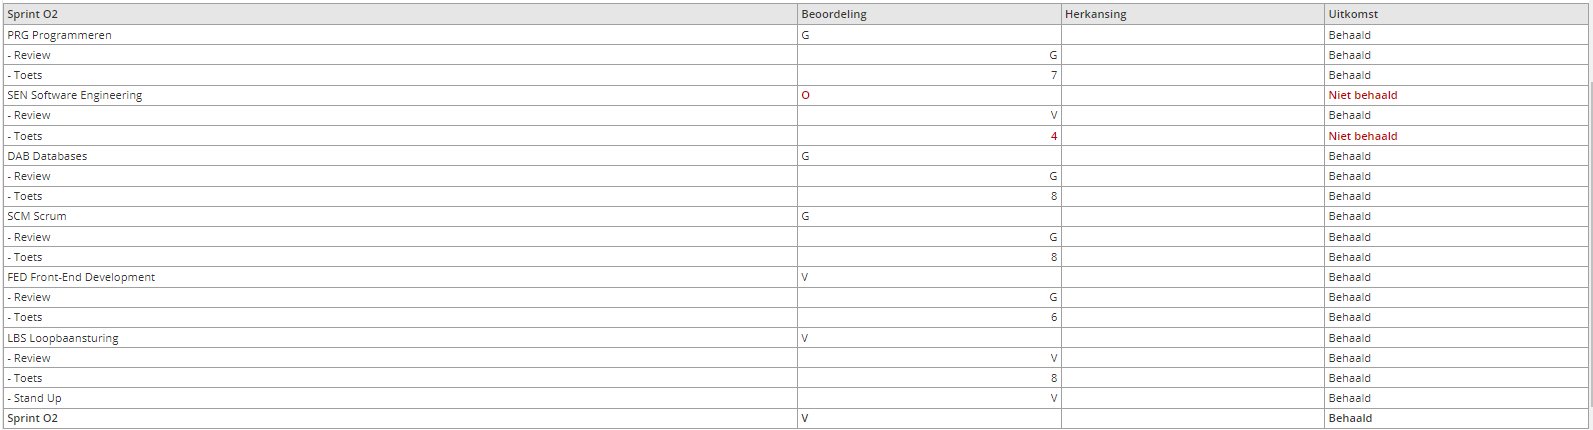 Sprint O2 Beoordeling Herkansing Uitkomst
PRG Programmeren G Behaald
- Review G Behaald
- Toets 7 Behaald
SEN Software Engineering O Niet behaald
- Review V Behaald
- Toets 4 Niet behaald
DAB Databases G Behaald
- Review G Behaald
- Toets 8 Behaald
SCM Scrum G Behaald
- Review G Behaald
- Toets 8 Behaald
FED Front-End Development V Behaald
- Review G Behaald
- Toets 6 Behaald
LBS Loopbaansturing V Behaald
- Review V Behaald
- Toets 8 Behaald
- Stand Up V Behaald
Sprint O2 V Behaald